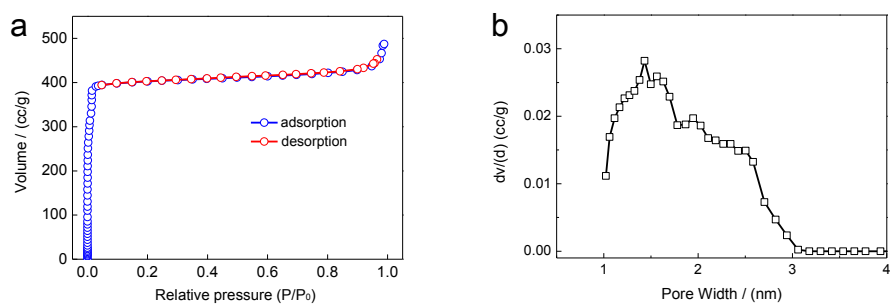 a
500
400
300
200
100
0
Volume / (cc/g)
adsorption
desorption
0.0 0.2 0.4 0.6 0.8 1.0
Relative pressure (P/P₀)
b
0.03
0.02
0.01
0.00
dv/(d) (cc/g)
1 2 3 4
Pore Width / (nm)